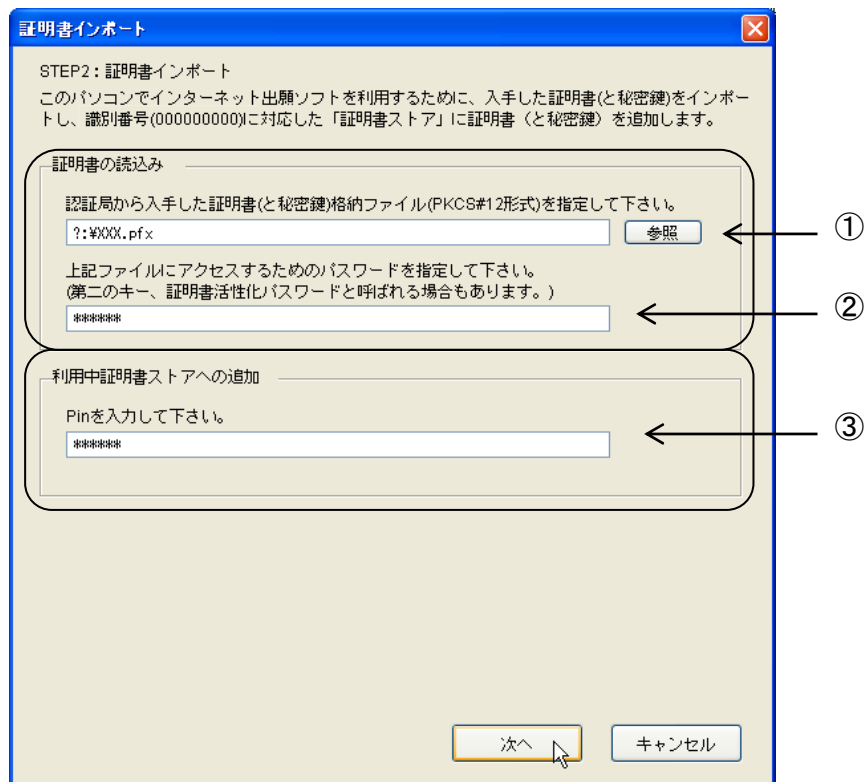 証明書インポート
STEP2：証明書インポート
このパソコンでインターネット出願ソフトを利用するために、入手した証明書(と秘密鍵)をインポー
トし、識別番号(000000000)に対応した「証明書ストア」に証明書（と秘密鍵）を追加します。
証明書の読込み
認証局から入手した証明書(と秘密鍵)格納ファイル(PKCS#12形式)を指定して下さい。
?:¥XXX.pfx
参照
①
上記ファイルにアクセスするためのパスワードを指定して下さい。
(第二のキー、証明書活性化パスワードと呼ばれる場合もあります。)
******
②
利用中証明書ストアへの追加
Pinを入力して下さい。
******
③
次へ
キャンセル